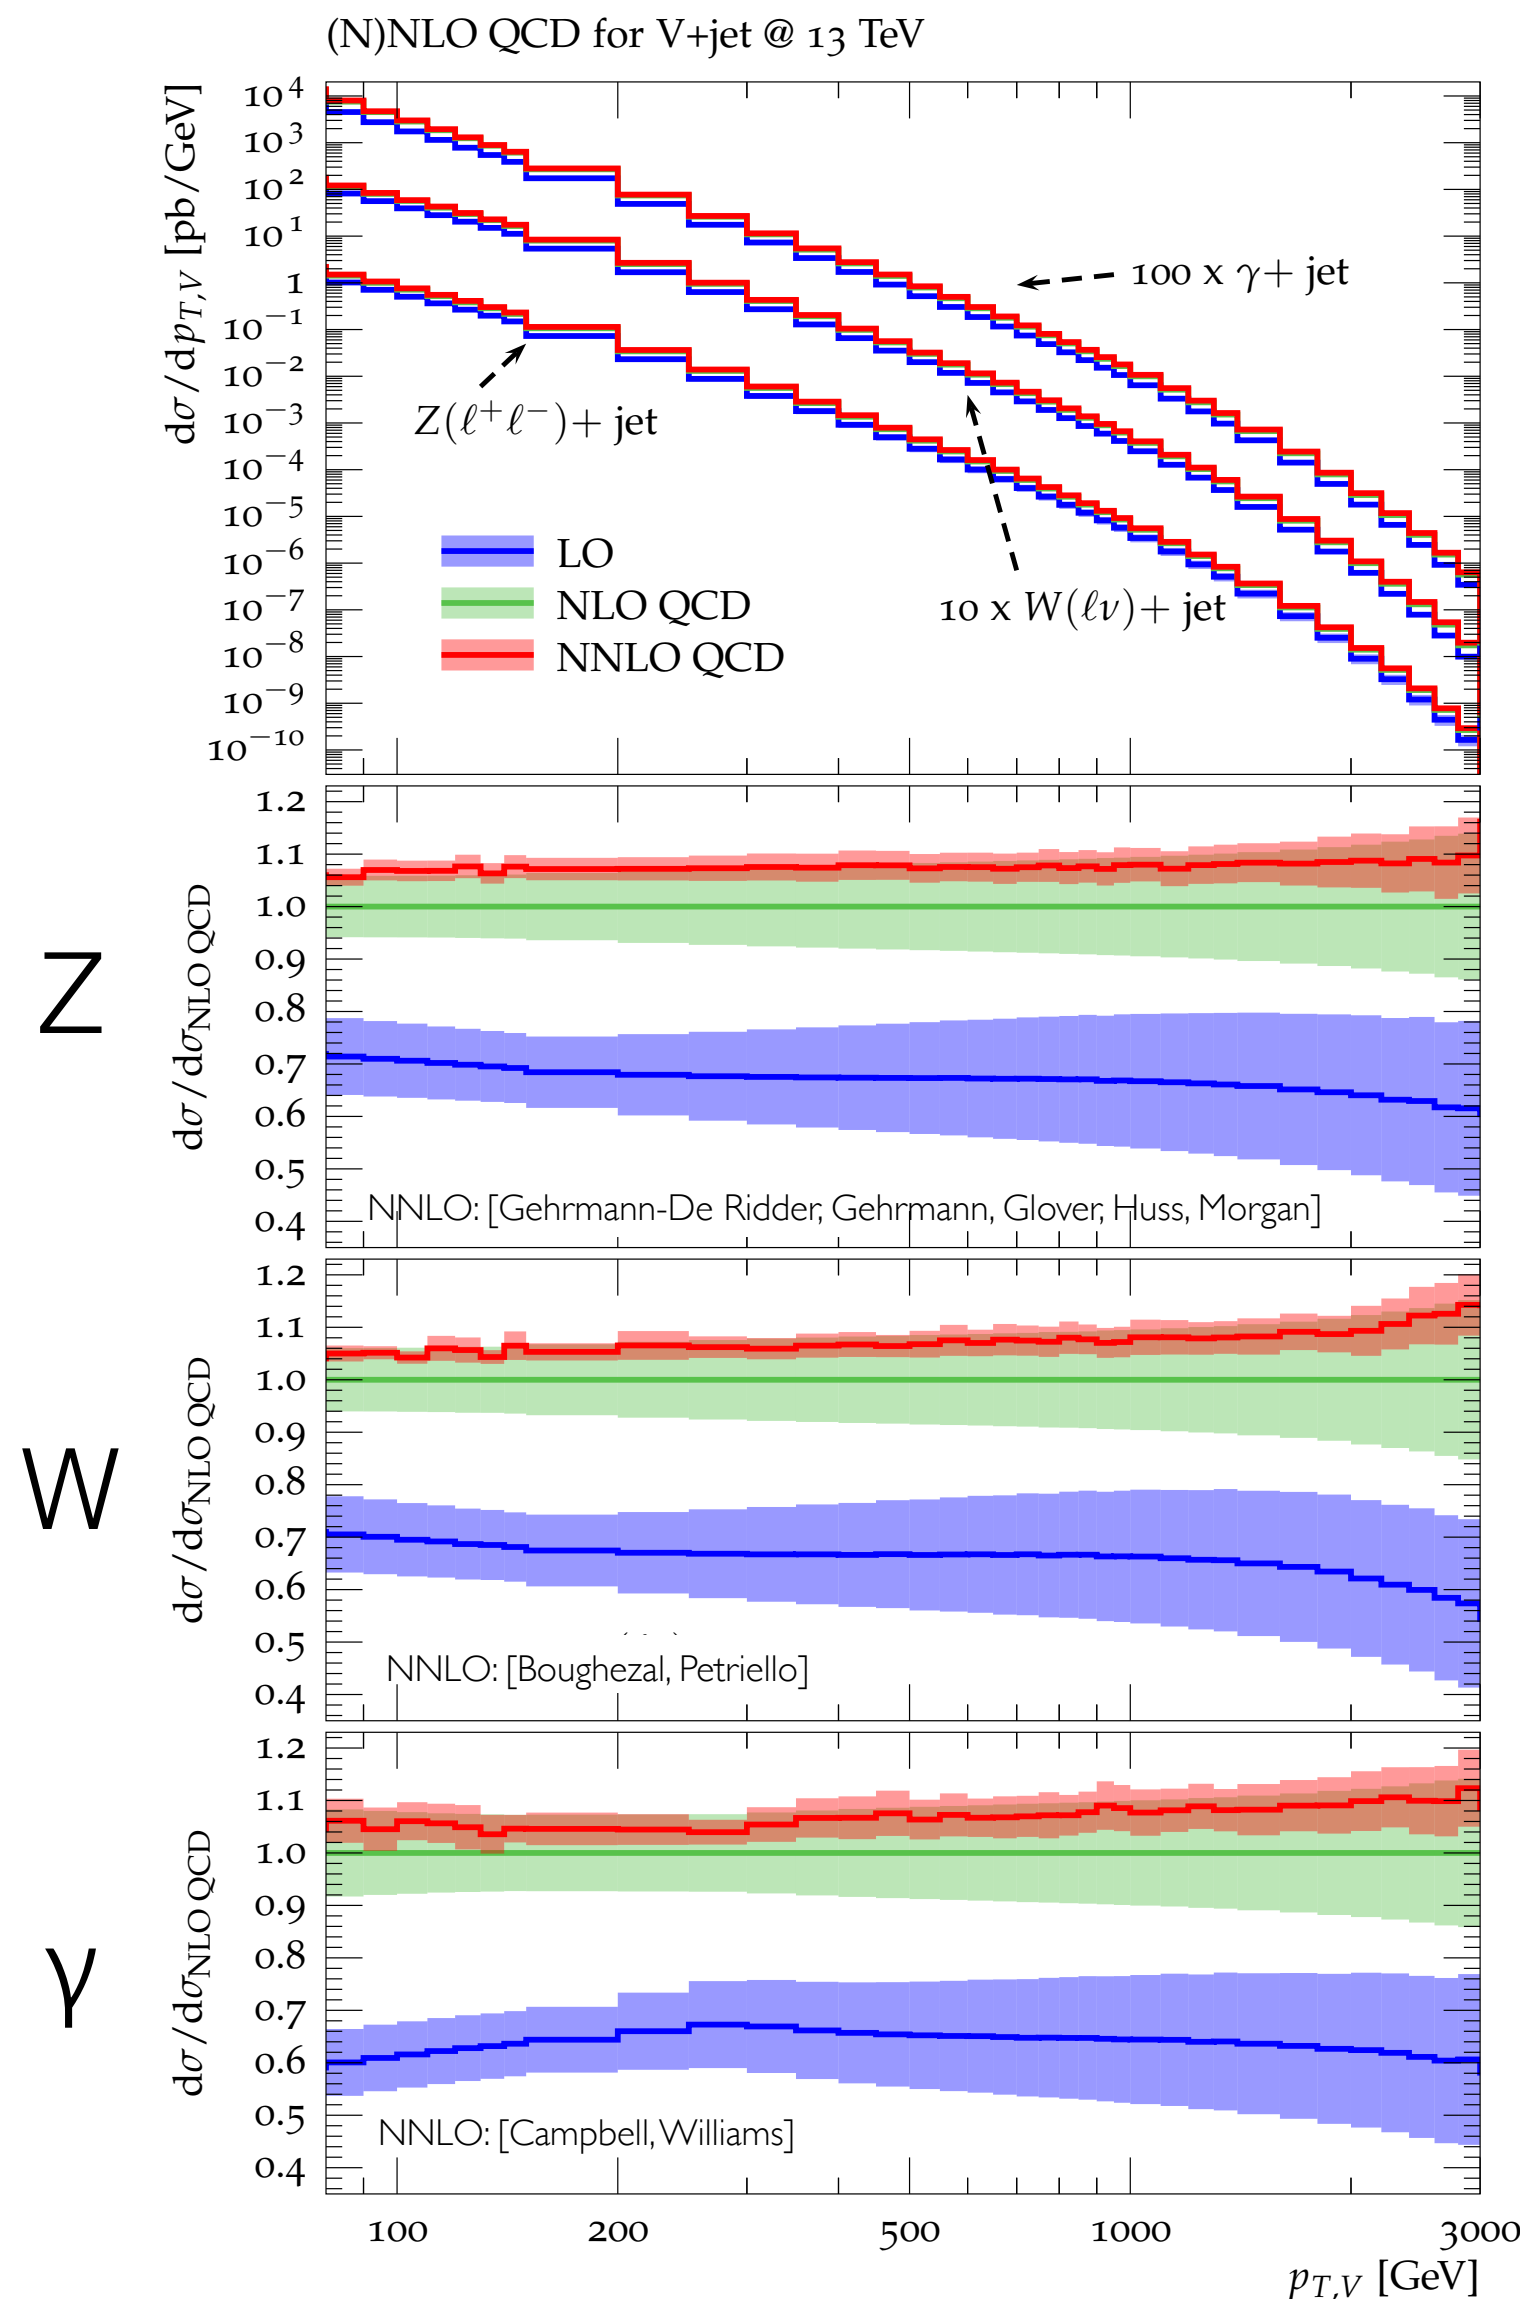 (N)NLO QCD for V+jet @ 13 TeV
dσ/dp_{T,V} [pb/GeV]
10^4
10^3
10^2
10^1
1
10^{−1}
10^{−2}
10^{−3}
10^{−4}
10^{−5}
10^{−6}
10^{−7}
10^{−8}
10^{−9}
10^{−10}
100 x γ+ jet
Z(ℓ^+ℓ^−)+ jet
10 x W(ℓν)+ jet
LO
NLO QCD
NNLO QCD
Z
dσ/dσ_{NLO QCD}
1.2
1.1
1.0
0.9
0.8
0.7
0.6
0.5
0.4
NNLO: [Gehrmann-De Ridder, Gehrmann, Glover, Huss, Morgan]
W
dσ/dσ_{NLO QCD}
1.2
1.1
1.0
0.9
0.8
0.7
0.6
0.5
0.4
NNLO: [Boughezal, Petriello]
γ
dσ/dσ_{NLO QCD}
1.2
1.1
1.0
0.9
0.8
0.7
0.6
0.5
0.4
NNLO: [Campbell, Williams]
100 200 500 1000 3000
p_{T,V} [GeV]